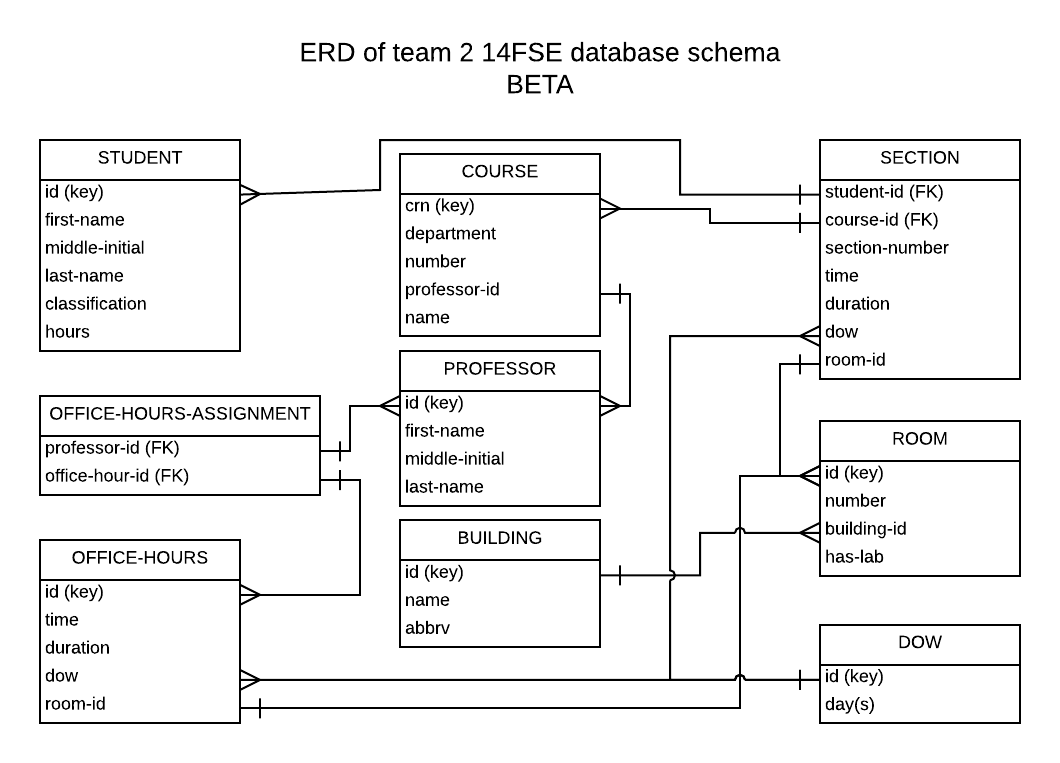 ERD of team 2 14FSE database schema
BETA
STUDENT
id (key)
first-name
middle-initial
last-name
classification
hours
COURSE
crn (key)
department
number
professor-id
name
SECTION
student-id (FK)
course-id (FK)
section-number
time
duration
dow
room-id
OFFICE-HOURS-ASSIGNMENT
professor-id (FK)
office-hour-id (FK)
PROFESSOR
id (key)
first-name
middle-initial
last-name
ROOM
id (key)
number
building-id
has-lab
OFFICE-HOURS
id (key)
time
duration
dow
room-id
BUILDING
id (key)
name
abbrv
DOW
id (key)
day(s)